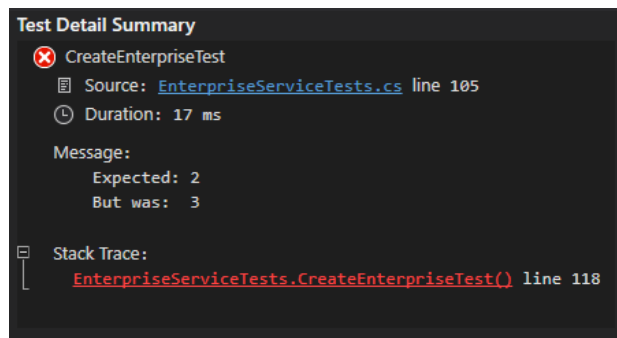 Test Detail Summary
CreateEnterpriseTest
Source: EnterpriseServiceTests.cs line 105
Duration: 17 ms
Message:
Expected: 2
But was: 3
Stack Trace:
EnterpriseServiceTests.CreateEnterpriseTest() line 118